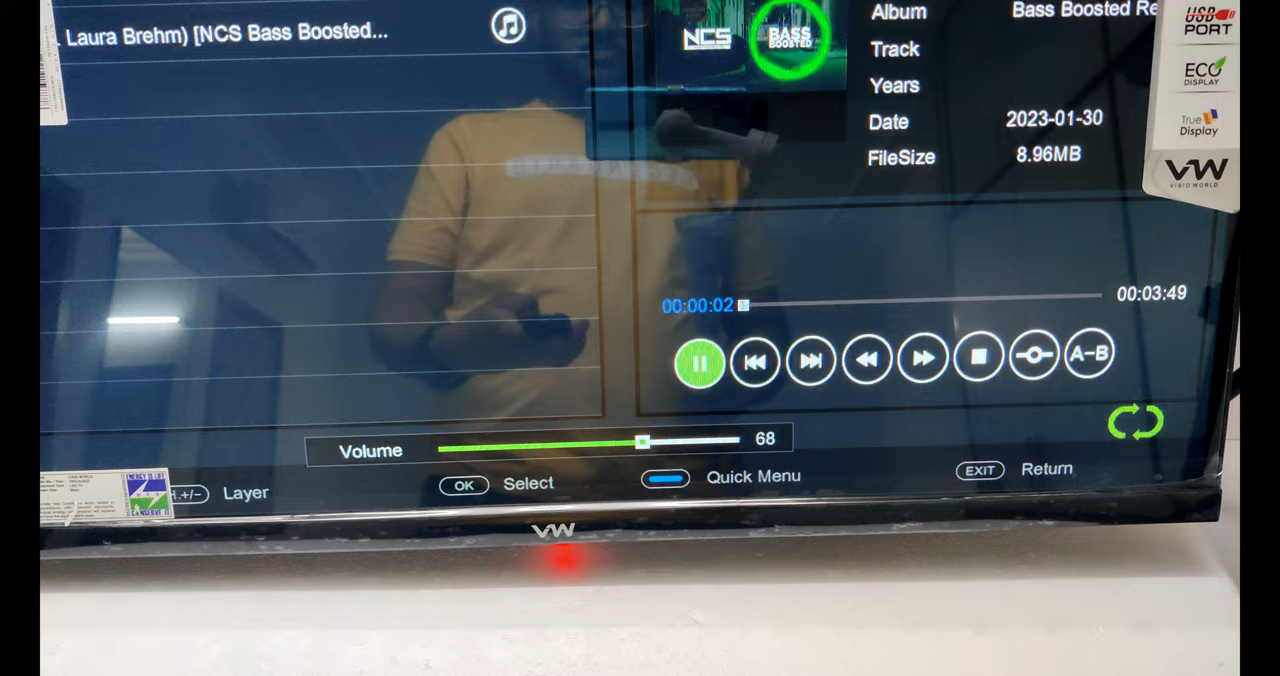 . Laura Brehm) [NCS Bass Boosted...
NCS
BASS
BOOSTED
Album Bass Boosted Re
Track
Years
Date 2023-01-30
FileSize 8.96MB
USB
PORT
ECO
DISPLAY
True
Display
VW
VISIO WORLD
00:00:02 00:03:49
A-B
Volume 68
.+/- Layer
OK Select
Quick Menu
EXIT Return
ENERGY IS LIFE
CONSERVE IT
VW